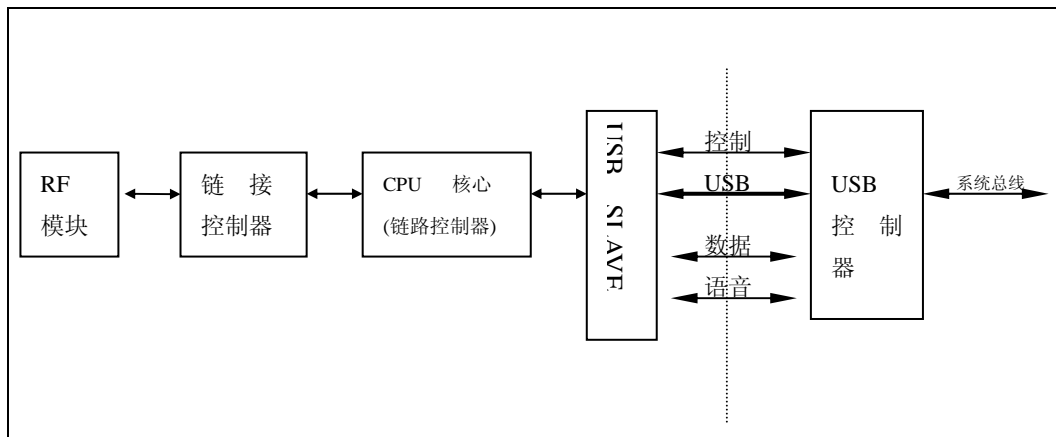 RF
模块
链 接
控制器
CPU 核心
(链路控制器)
USB SLAVE
控制
USB
数据
语音
USB
控 制
器
系统总线